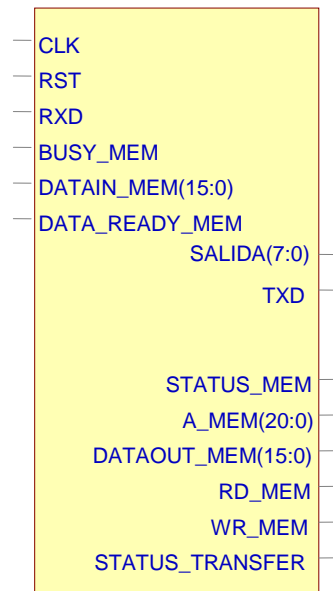 CLK
RST
RXD
BUSY_MEM
DATAIN_MEM(15:0)
DATA_READY_MEM
SALIDA(7:0)
TXD
STATUS_MEM
A_MEM(20:0)
DATAOUT_MEM(15:0)
RD_MEM
WR_MEM
STATUS_TRANSFER